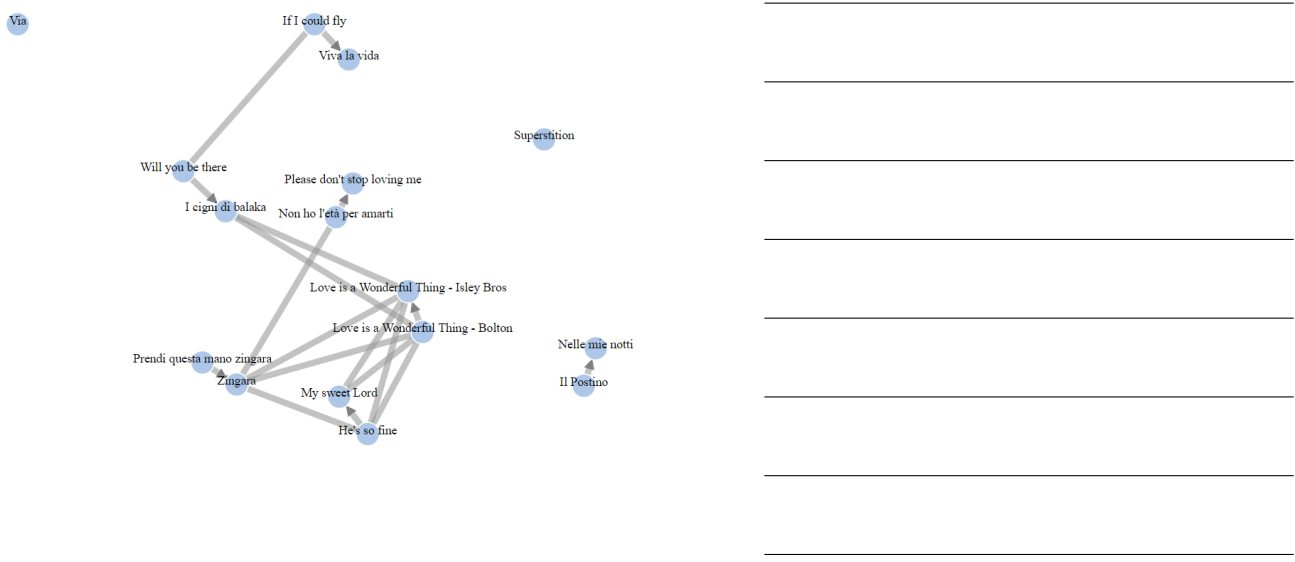 Via
If I could fly
Viva la vida
Superstition
Will you be there
Please don't stop loving me
I cigni di balaka
Non ho l'età per amarti
Love is a Wonderful Thing - Isley Bros
Love is a Wonderful Thing - Bolton
Nelle mie notti
Prendi questa mano zingara
Zingara
Il Postino
My sweet Lord
He's so fine